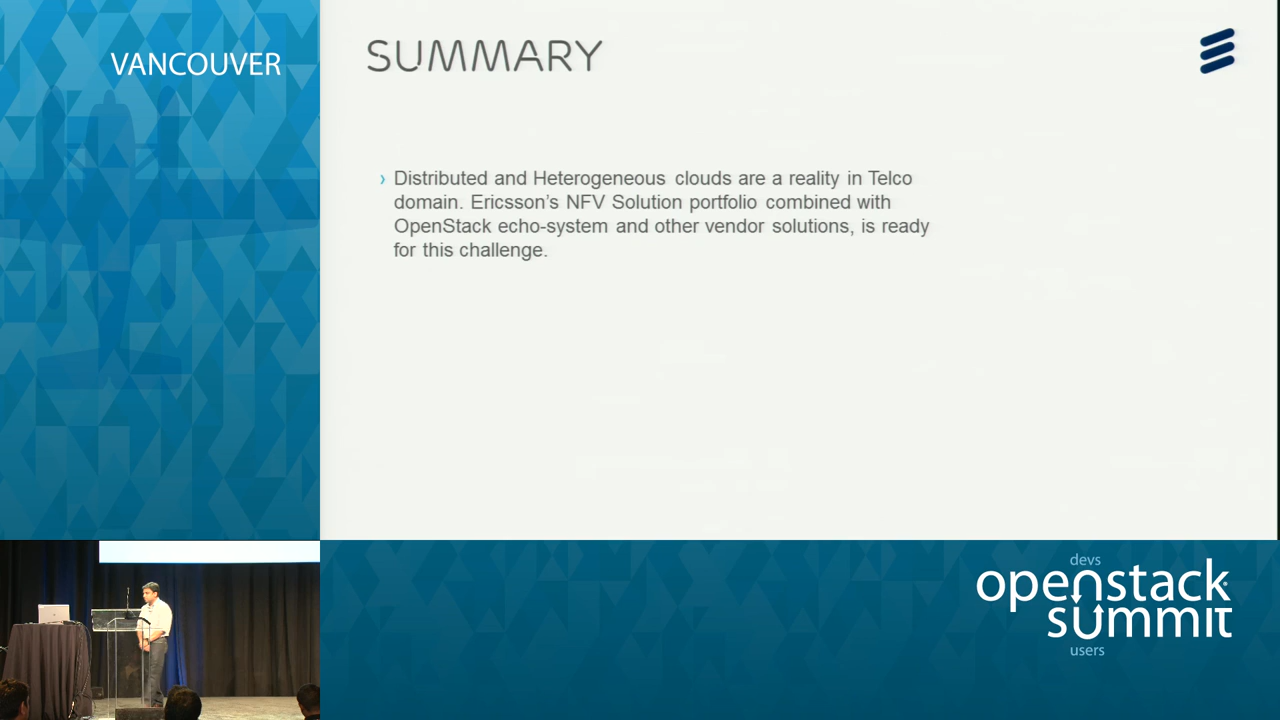 VANCOUVER
SUMMARY
› Distributed and Heterogeneous clouds are a reality in Telco
domain. Ericsson’s NFV Solution portfolio combined with
OpenStack echo-system and other vendor solutions, is ready
for this challenge.
devs
openstack
summit
users